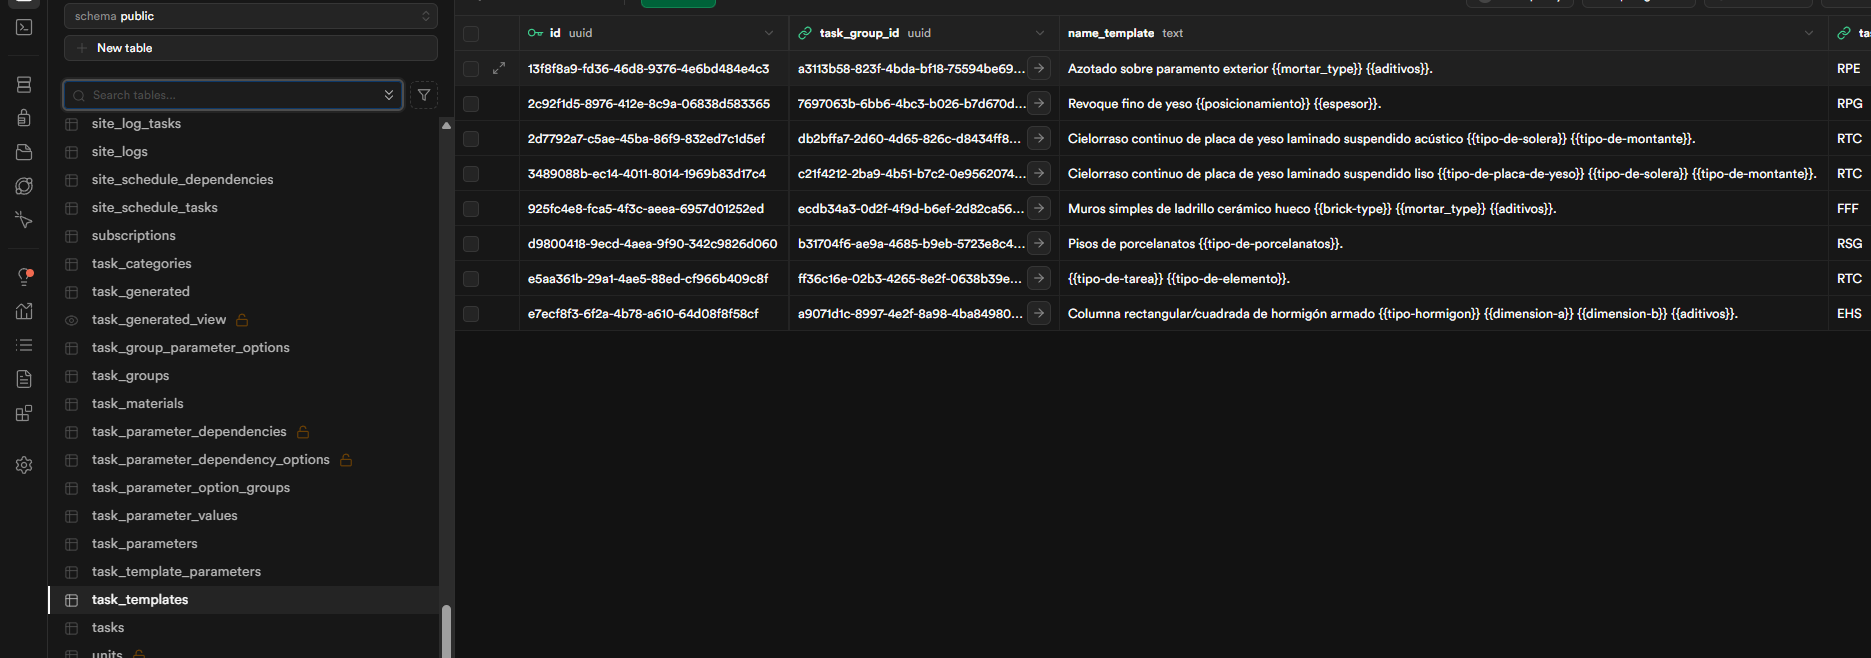 schema public
New table
Search tables...
site_log_tasks
site_logs
site_schedule_dependencies
site_schedule_tasks
subscriptions
task_categories
task_generated
task_generated_view
task_group_parameter_options
task_groups
task_materials
task_parameter_dependencies
task_parameter_dependency_options
task_parameter_option_groups
task_parameter_values
task_parameters
task_template_parameters
task_templates
tasks
units
id uuid task_group_id uuid name_template text
13f8f8a9-fd36-46d8-9376-4e6bd484e4c3 a3113b58-823f-4bda-bf18-75594be69... Azotado sobre paramento exterior {{mortar_type}} {{aditivos}}. RPE
2c92f1d5-8976-412e-8c9a-06838d583365 7697063b-6bb6-4bc3-b026-b7d670d... Revoque fino de yeso {{posicionamiento}} {{espesor}}. RPG
2d7792a7-c5ae-45ba-86f9-832ed7c1d5ef db2bffa7-2d60-4d65-826c-d8434ff8... Cielorraso continuo de placa de yeso laminado suspendido acústico {{tipo-de-solera}} {{tipo-de-montante}}. RTC
3489088b-ec14-4011-8014-1969b83d17c4 c21f4212-2ba9-4b51-b7c2-0e9562074... Cielorraso continuo de placa de yeso laminado suspendido liso {{tipo-de-placa-de-yeso}} {{tipo-de-solera}} {{tipo-de-montante}}. RTC
925fc4e8-fca5-4f3c-aeea-6957d01252ed ecdb34a3-0d2f-4f9d-b6ef-2d82ca56... Muros simples de ladrillo cerámico hueco {{brick-type}} {{mortar_type}} {{aditivos}}. FFF
d9800418-9ecd-4aea-9f90-342c9826d060 b31704f6-ae9a-4685-b9eb-5723e8c4... Pisos de porcelanatos {{tipo-de-porcelanatos}}. RSG
e5aa361b-29a1-4ae5-88ed-cf966b409c8f ff36c16e-02b3-4265-8e2f-0638b39e... {{tipo-de-tarea}} {{tipo-de-elemento}}. RTC
e7ecf8f3-6f2a-4b78-a610-64d08f8f58cf a9071d1c-8997-4e2f-8a98-4ba84980... Columna rectangular/cuadrada de hormigón armado {{tipo-hormigon}} {{dimension-a}} {{dimension-b}} {{aditivos}}. EHS